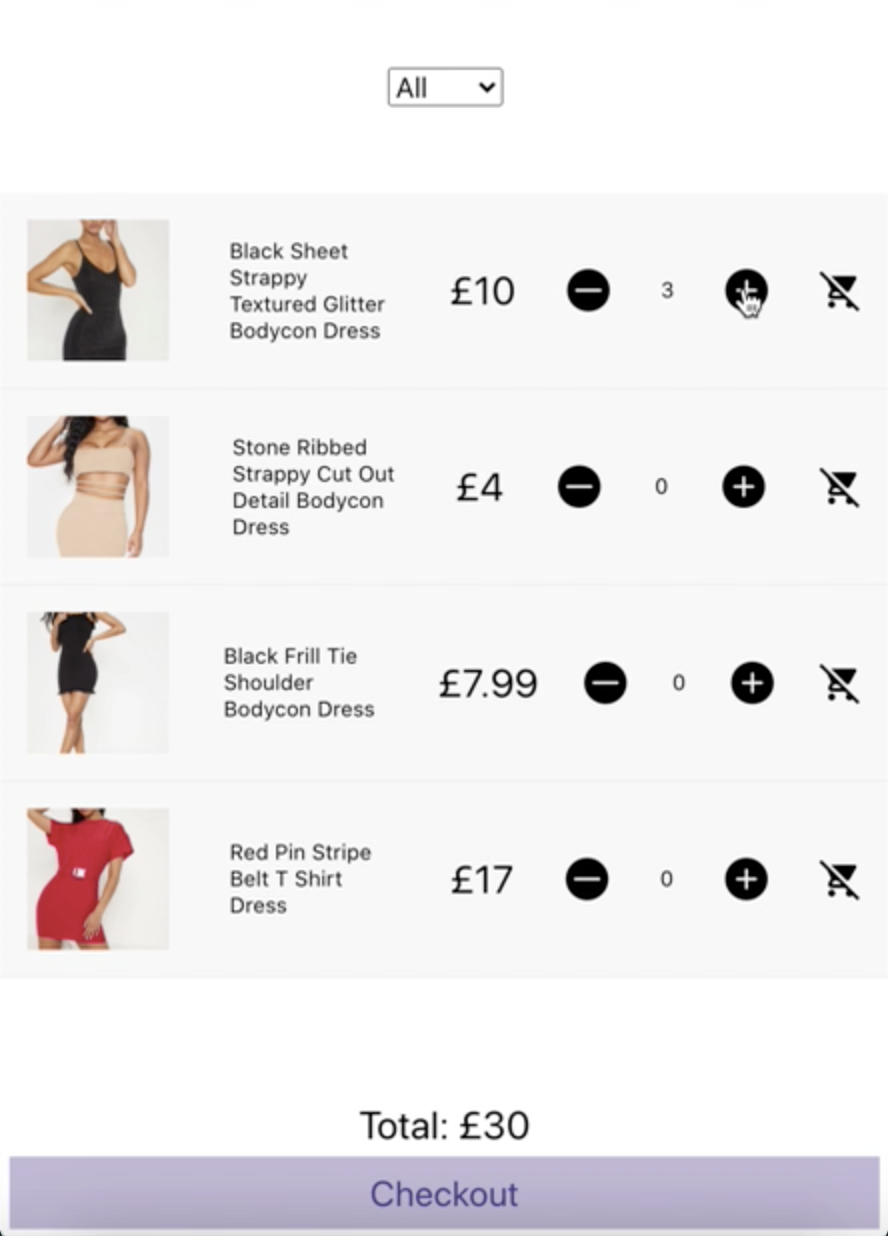 All
Black Sheet
Strappy
Textured Glitter
Bodycon Dress
£10
3
Stone Ribbed
Strappy Cut Out
Detail Bodycon
Dress
£4
0
Black Frill Tie
Shoulder
Bodycon Dress
£7.99
0
Red Pin Stripe
Belt T Shirt
Dress
£17
0
Total: £30
Checkout